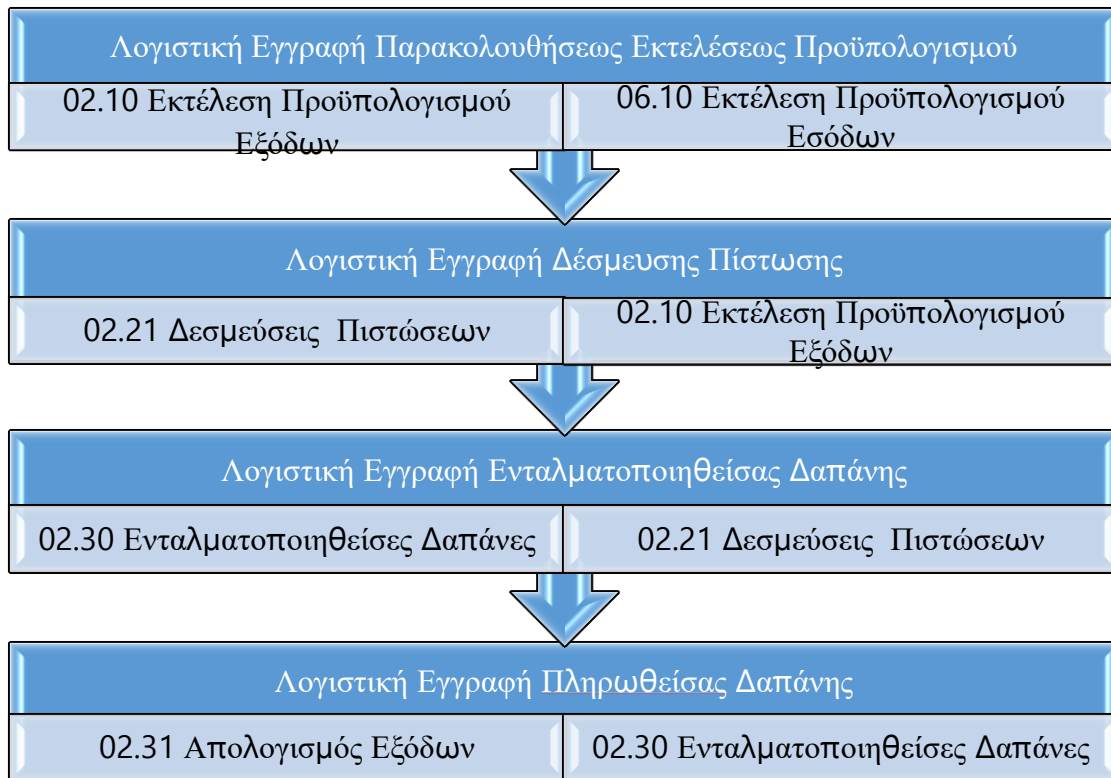 Λογιστική Εγγραφή Παρακολουθήσεως Εκτελέσεως Προϋπολογισμού
02.10 Εκτέλεση Προϋπολογισμού
Εξόδων
06.10 Εκτέλεση Προϋπολογισμού
Εσόδων
Λογιστική Εγγραφή Δέσμευσης Πίστωσης
02.21 Δεσμεύσεις Πιστώσεων
02.10 Εκτέλεση Προϋπολογισμού
Εξόδων
Λογιστική Εγγραφή Ενταλματοποιηθείσας Δαπάνης
02.30 Ενταλματοποιηθείσες Δαπάνες
02.21 Δεσμεύσεις Πιστώσεων
Λογιστική Εγγραφή Πληρωθείσας Δαπάνης
02.31 Απολογισμός Εξόδων
02.30 Ενταλματοποιηθείσες Δαπάνες